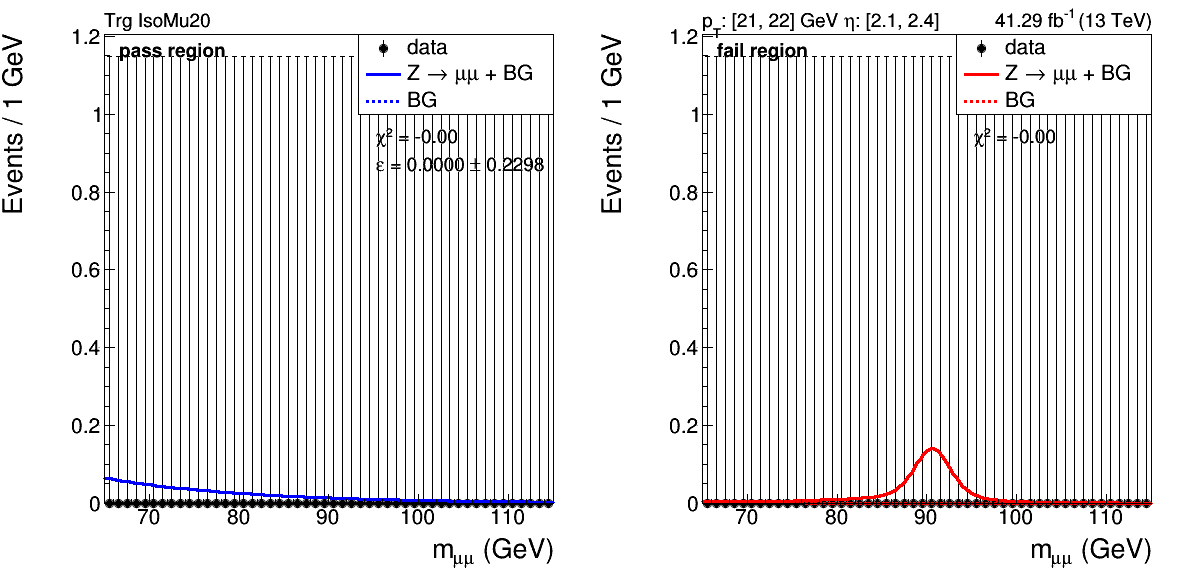 Trg IsoMu20
pass region
data
Z → μμ + BG
BG
χ² = -0.00
ε = 0.0000 ± 0.2298
Events / 1 GeV
1.2
1
0.8
0.6
0.4
0.2
0
70 80 90 100 110
mμμ (GeV)
pT: [21, 22] GeV η: [2.1, 2.4] 41.29 fb-1 (13 TeV)
fail region
data
Z → μμ + BG
BG
χ² = -0.00
Events / 1 GeV
1.2
1
0.8
0.6
0.4
0.2
0
70 80 90 100 110
mμμ (GeV)